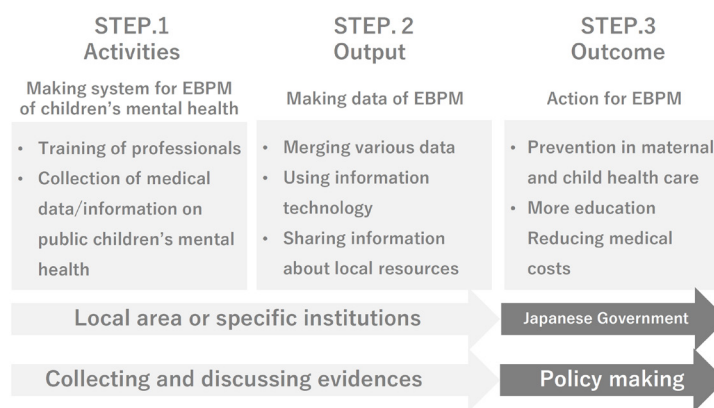 STEP.1
Activities
Making system for EBPM
of children's mental health
• Training of professionals
• Collection of medical
data/information on
public children's mental
health
STEP. 2
Output
Making data of EBPM
• Merging various data
• Using information
technology
• Sharing information
about local resources
STEP.3
Outcome
Action for EBPM
• Prevention in maternal
and child health care
• More education
Reducing medical
costs
Local area or specific institutions
Japanese Government
Collecting and discussing evidences
Policy making